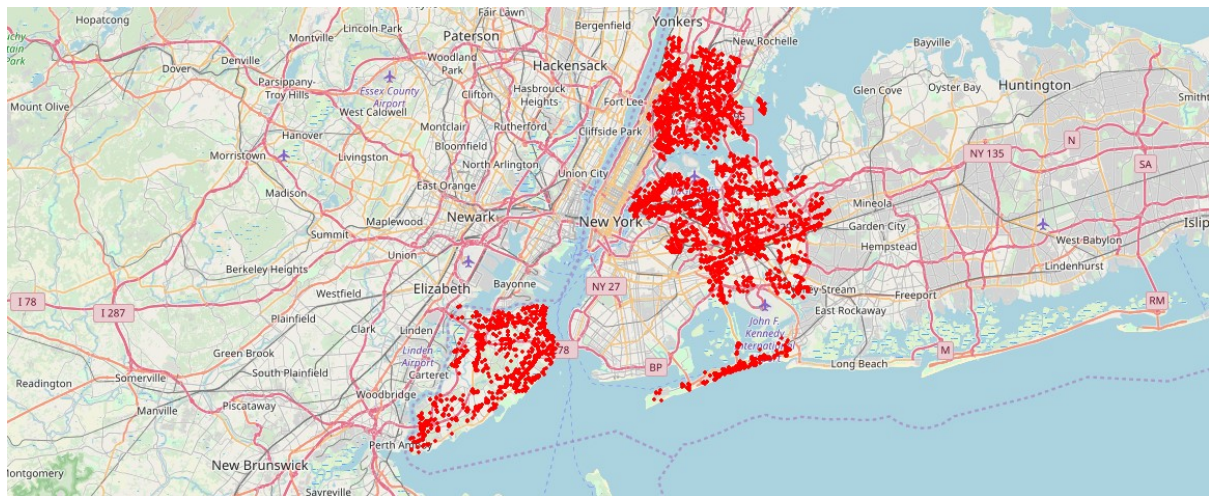 Hopatcong
Lincoln Park
Fair Lawn
Yonkers
Montville
Paterson
Bergenfield
New Rochelle
Bayville
Denville
Dover
Woodland
Park
Hackensack
Huntington
Parsippany-
Troy Hills
Essex County
Airport
Clifton
Hasbrouck
Heights
Fort Lee
Glen Cove
Oyster Bay
Mount Olive
West Caldwell
Hanover
Montclair
Rutherford
Cliffside Park
Bloomfield
Morristown
Livingston
North Arlington
Union City
NY 135
N
SA
Madison
East Orange
Mineola
Newark
New York
Garden City
Maplewood
Summit
Hempstead
West Babylon
Islip
Union
Berkeley Heights
Lindenhurst
Elizabeth
Bayonne
NY 27
Freeport
I 78
Westfield
RM
I 287
Plainfield
Clark
Linden
East Rockaway
John F
Kennedy
Linden
Airport
78
Green Brook
M
South Plainfield
Carteret
BP
Long Beach
Readington
Somerville
Woodbridge
Piscataway
Manville
Perth Amboy
New Brunswick
Montgomery
Sayreville